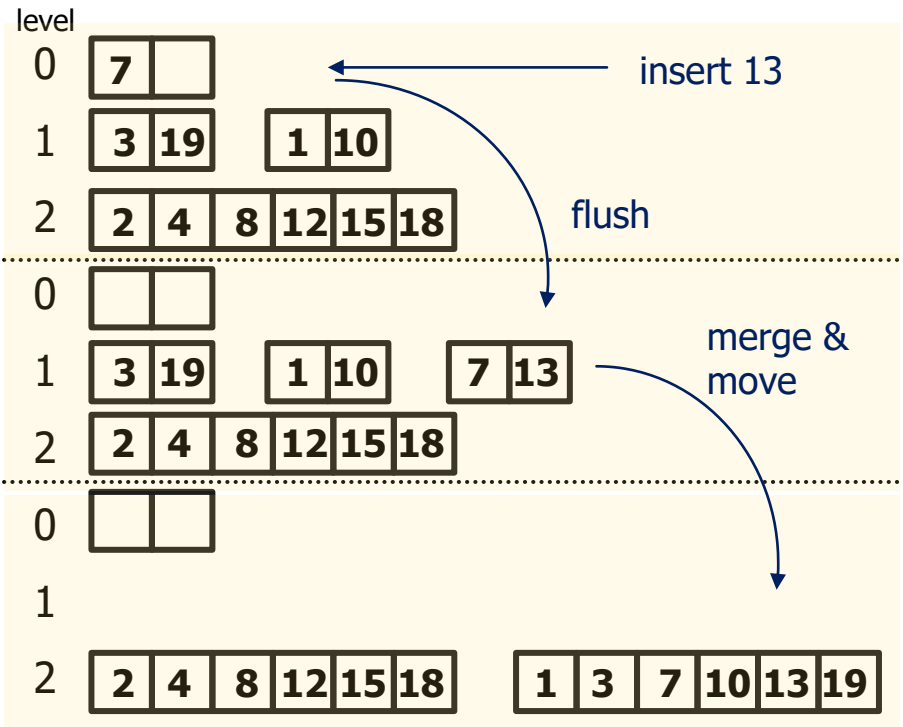 level
0 7 insert 13
1 3 19 1 10
2 2 4 8 12 15 18 flush
0
1 3 19 1 10 7 13 merge &
move
2 2 4 8 12 15 18
0
1
2 2 4 8 12 15 18 1 3 7 10 13 19